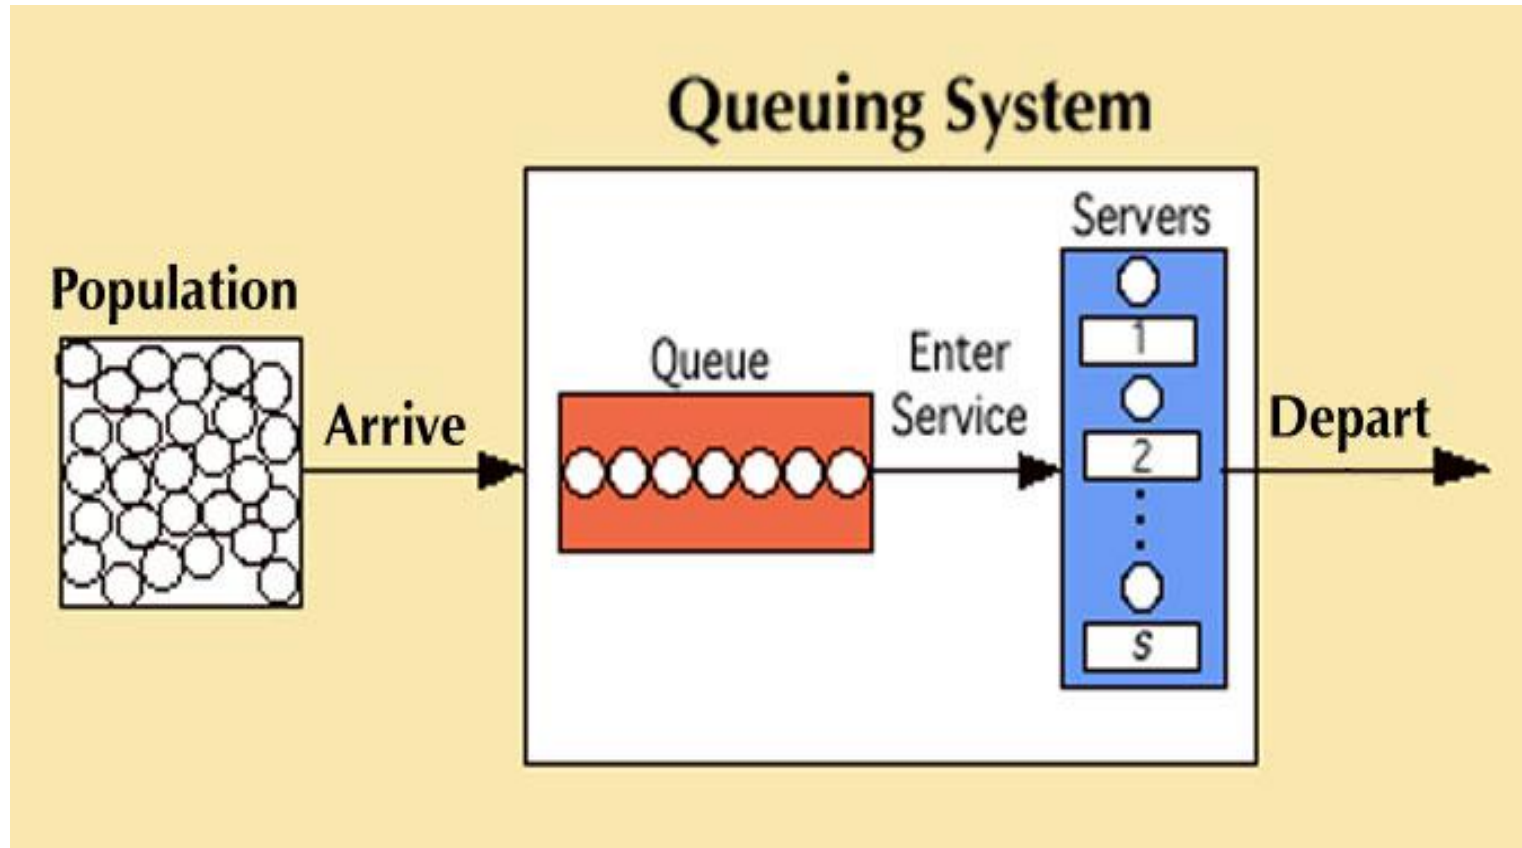 Queuing System
Population
Arrive
Queue
Enter
Service
Servers
1
2
s
Depart